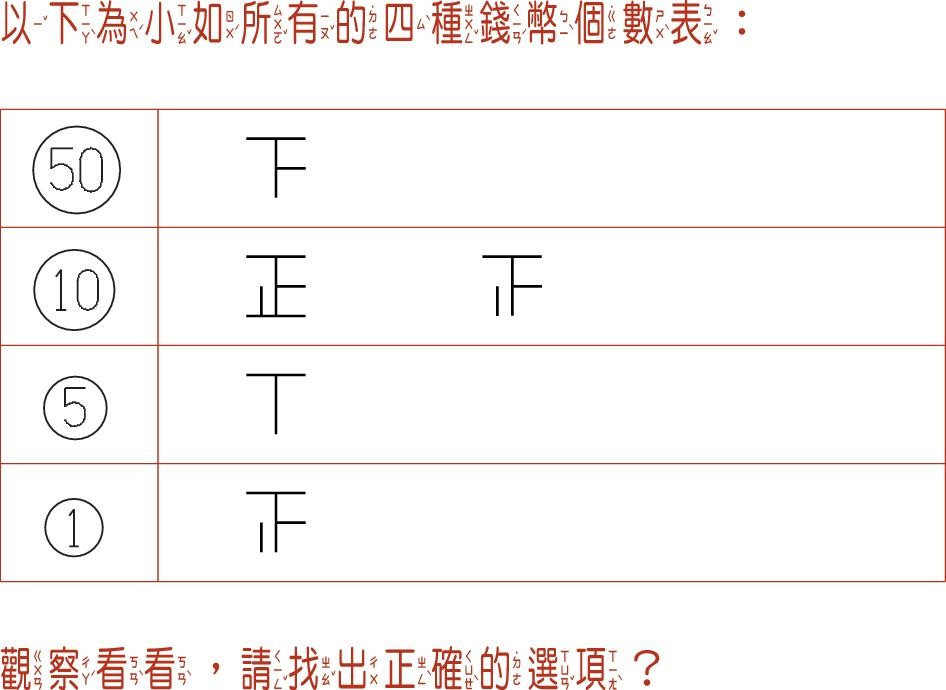 以下為小如所有的四種錢幣個數表：
50 下
10 正 正
5 丅
1 正
觀察看看，請找出正確的選項？